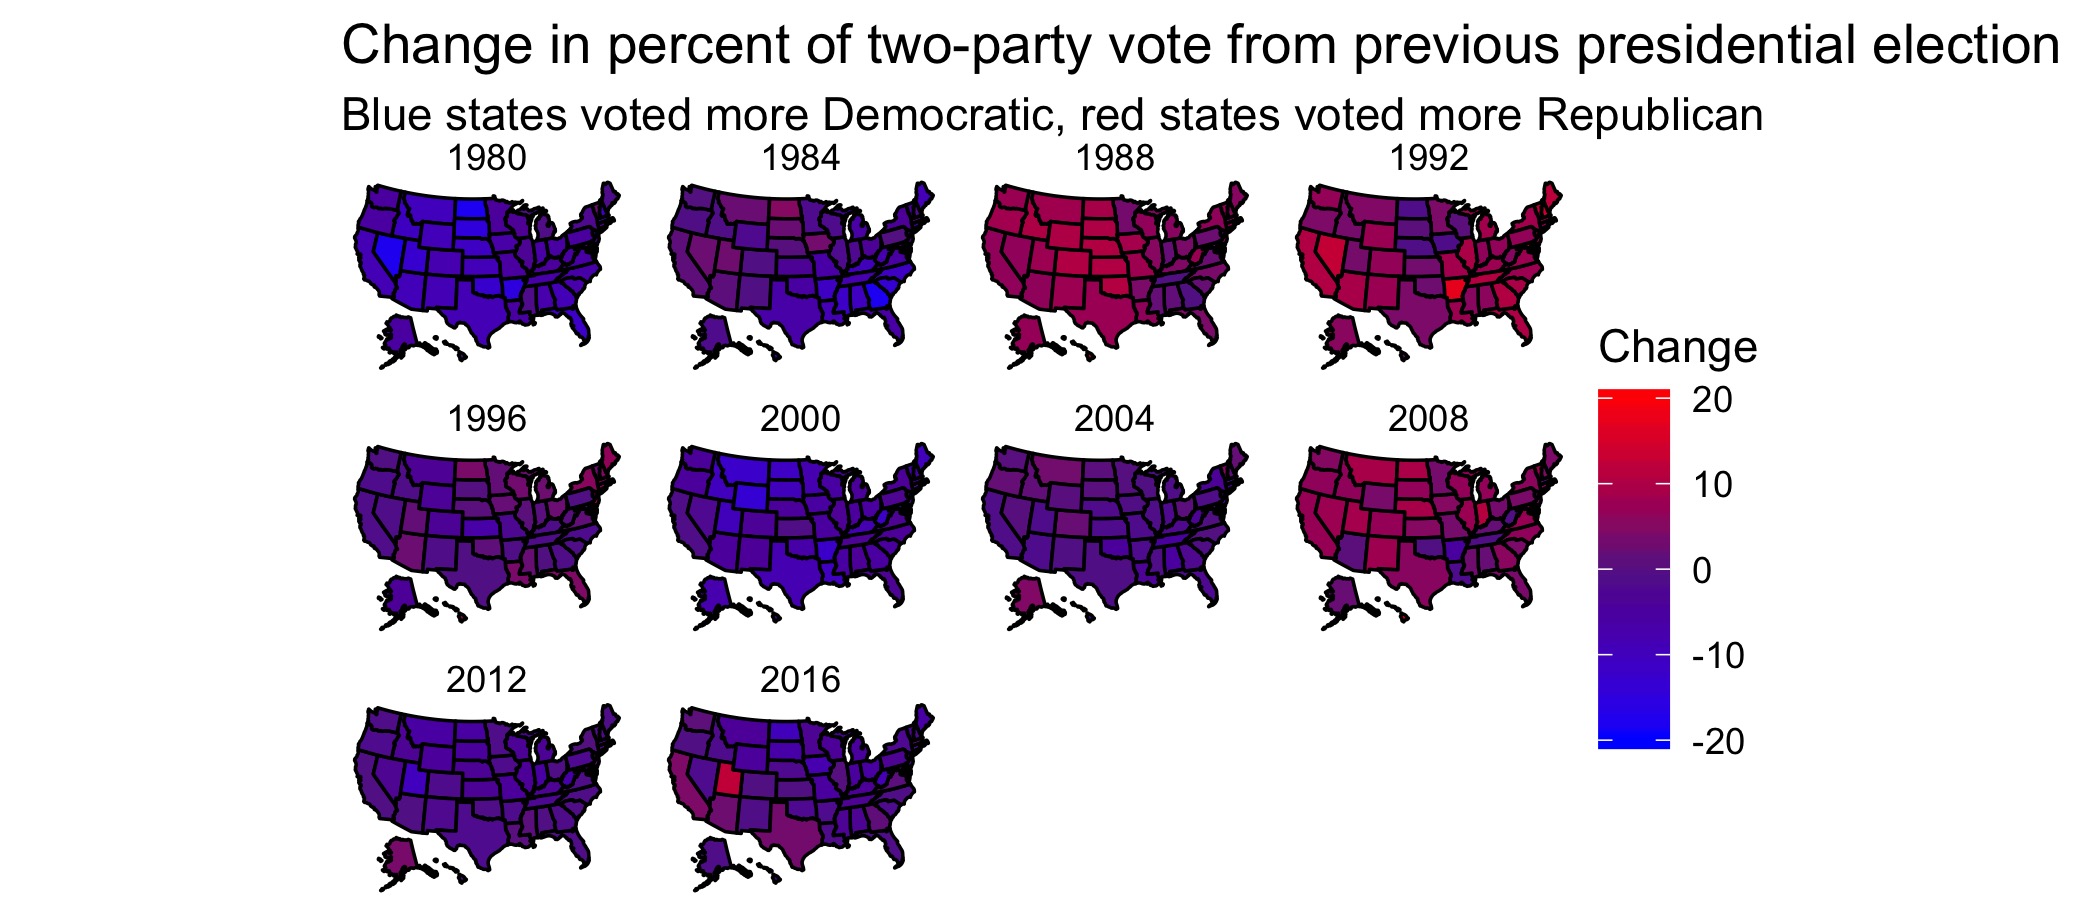 Change in percent of two-party vote from previous presidential election
Blue states voted more Democratic, red states voted more Republican
1980 1984 1988 1992
1996 2000 2004 2008
2012 2016
Change
20
10
0
-10
-20